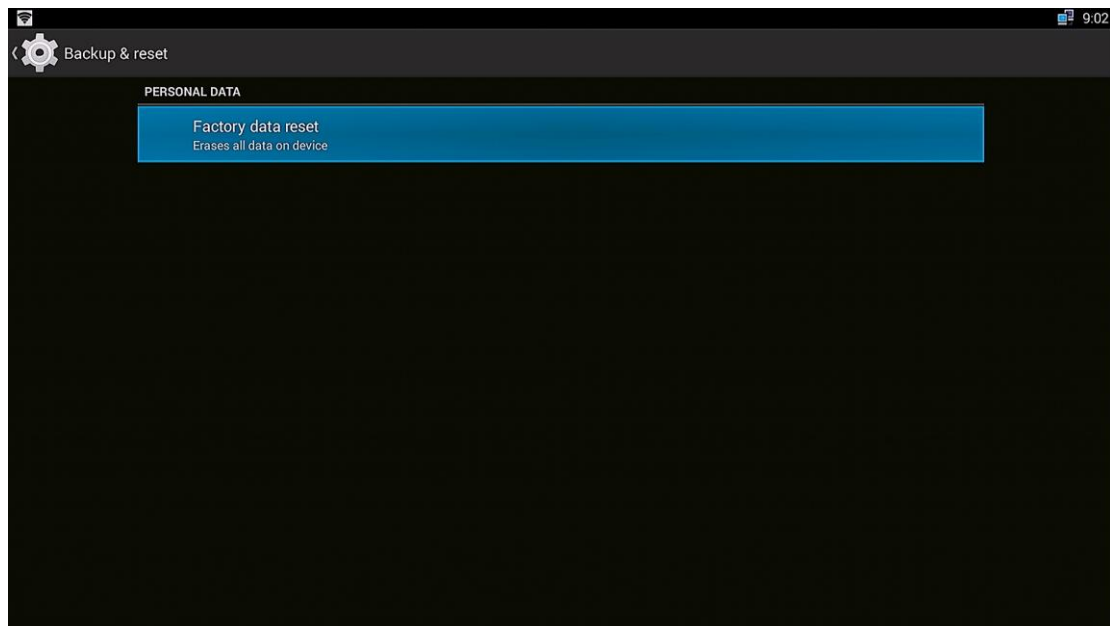 9:02
Backup & reset
PERSONAL DATA
Factory data reset
Erases all data on device